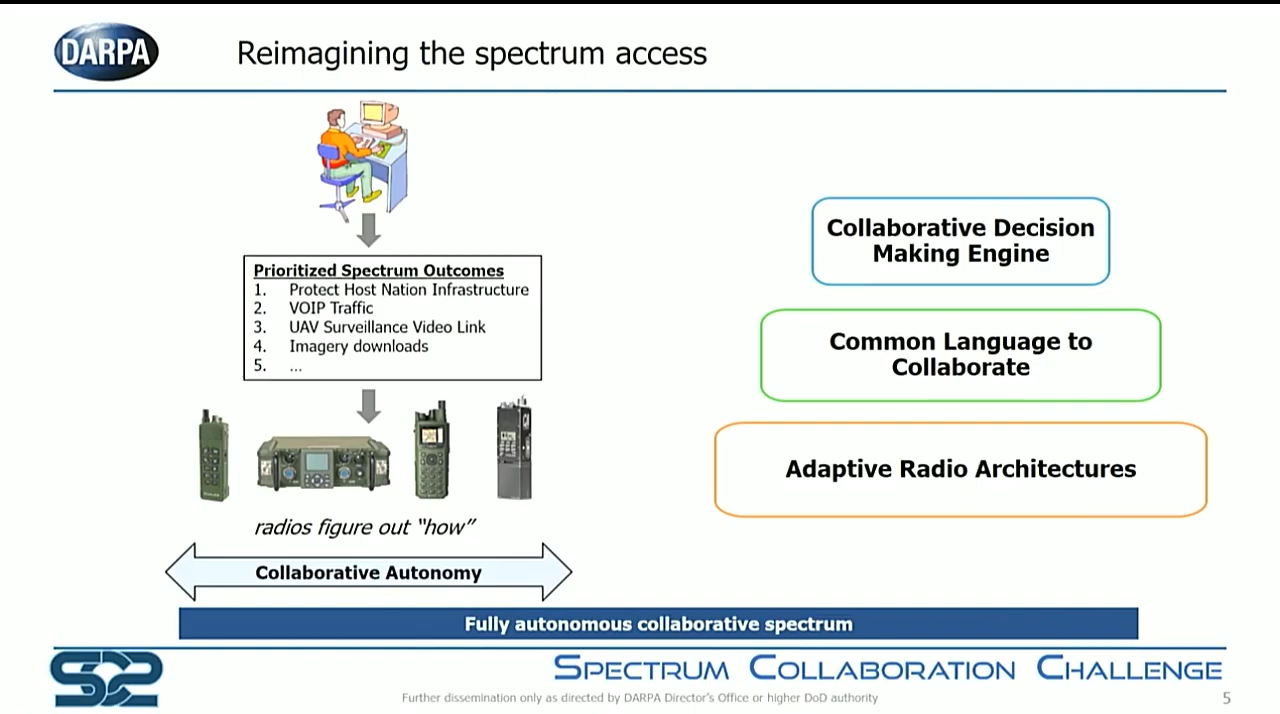 DARPA
Reimagining the spectrum access
Prioritized Spectrum Outcomes
1. Protect Host Nation Infrastructure
2. VOIP Traffic
3. UAV Surveillance Video Link
4. Imagery downloads
5. ...
radios figure out “how”
Collaborative Autonomy
Collaborative Decision
Making Engine
Common Language to
Collaborate
Adaptive Radio Architectures
Fully autonomous collaborative spectrum
SC2
SPECTRUM COLLABORATION CHALLENGE
Further dissemination only as directed by DARPA Director’s Office or higher DoD authority
5